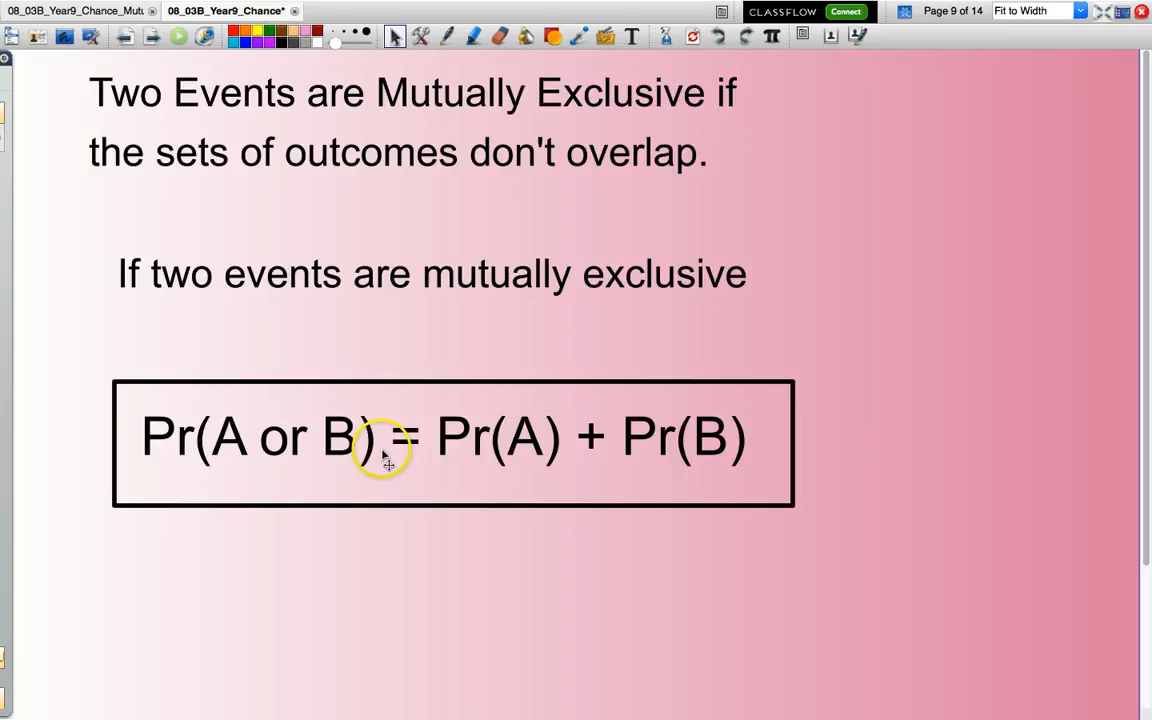 08_03B_Year9_Chance_Mutu
08_03B_Year9_Chance*
CLASSFLOW
Connect
Page 9 of 14
Fit to Width
Two Events are Mutually Exclusive if
the sets of outcomes don't overlap.
If two events are mutually exclusive
Pr(A or B) = Pr(A) + Pr(B)